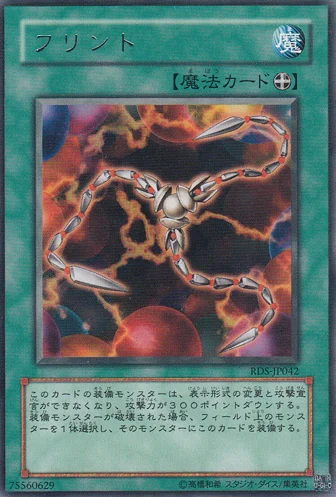 フリント
魔
【魔法カード】
RDS-JP042
このカードの装備モンスターは、表示形式の変更と攻撃宣
言ができなくなり、攻撃力が300ポイントダウンする。装
備モンスターが破壊された場合、フィールド上のモンス
ターを1体選択し、そのモンスターにこのカードを装備する。
75560629
©高橋和希 スタジオ・ダイス/集英社